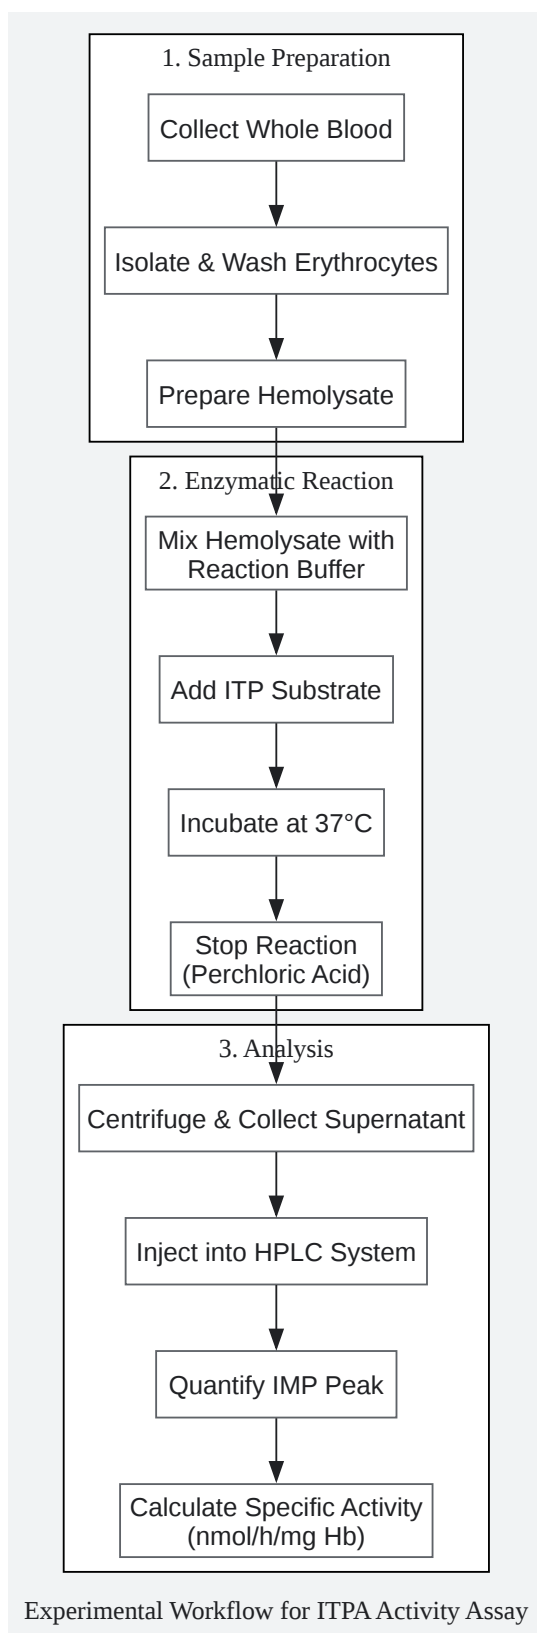 1. Sample Preparation
Collect Whole Blood
Isolate & Wash Erythrocytes
Prepare Hemolysate
2. Enzymatic Reaction
Mix Hemolysate with
Reaction Buffer
Add ITP Substrate
Incubate at 37°C
Stop Reaction
(Perchloric Acid)
3. Analysis
Centrifuge & Collect Supernatant
Inject into HPLC System
Quantify IMP Peak
Calculate Specific Activity
(nmol/h/mg Hb)
Experimental Workflow for ITPA Activity Assay